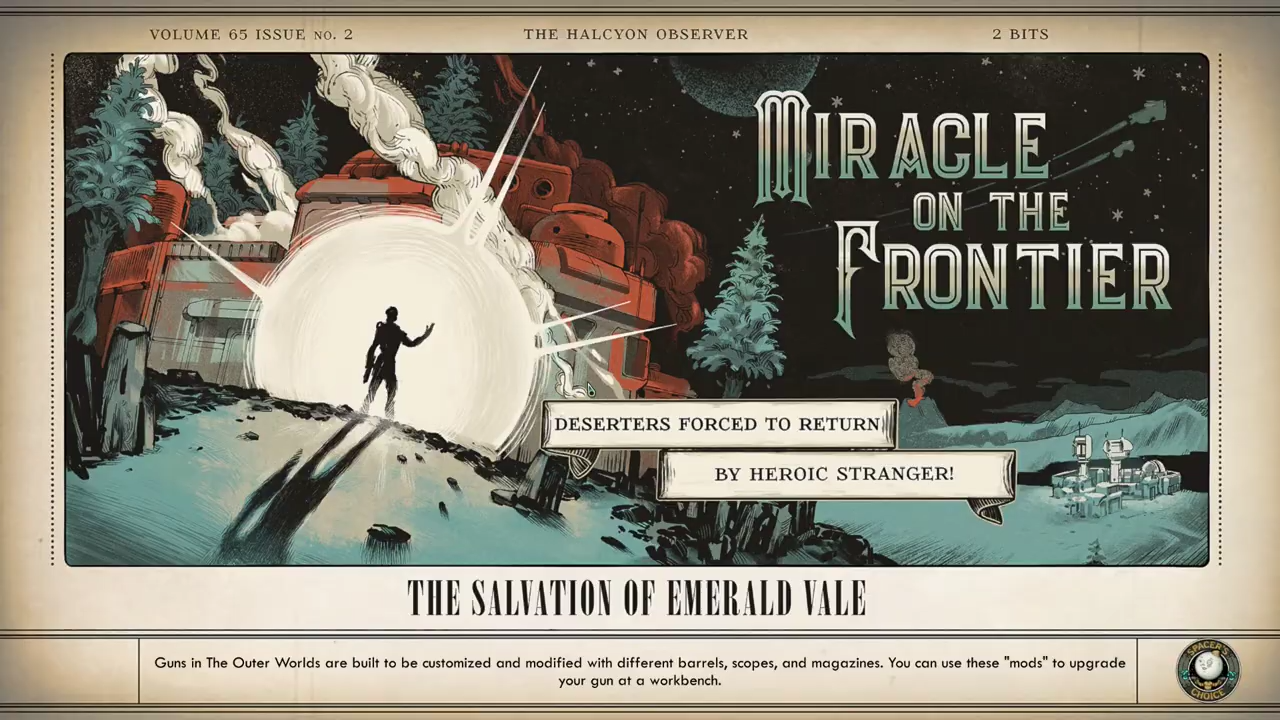 VOLUME 65 ISSUE NO. 2
THE HALCYON OBSERVER
2 BITS
MIRACLE
ON THE
FRONTIER
DESERTERS FORCED TO RETURN
BY HEROIC STRANGER!
THE SALVATION OF EMERALD VALE
Guns in The Outer Worlds are built to be customized and modified with different barrels, scopes, and magazines. You can use these "mods" to upgrade
your gun at a workbench.
SPACER'S
CHOICE